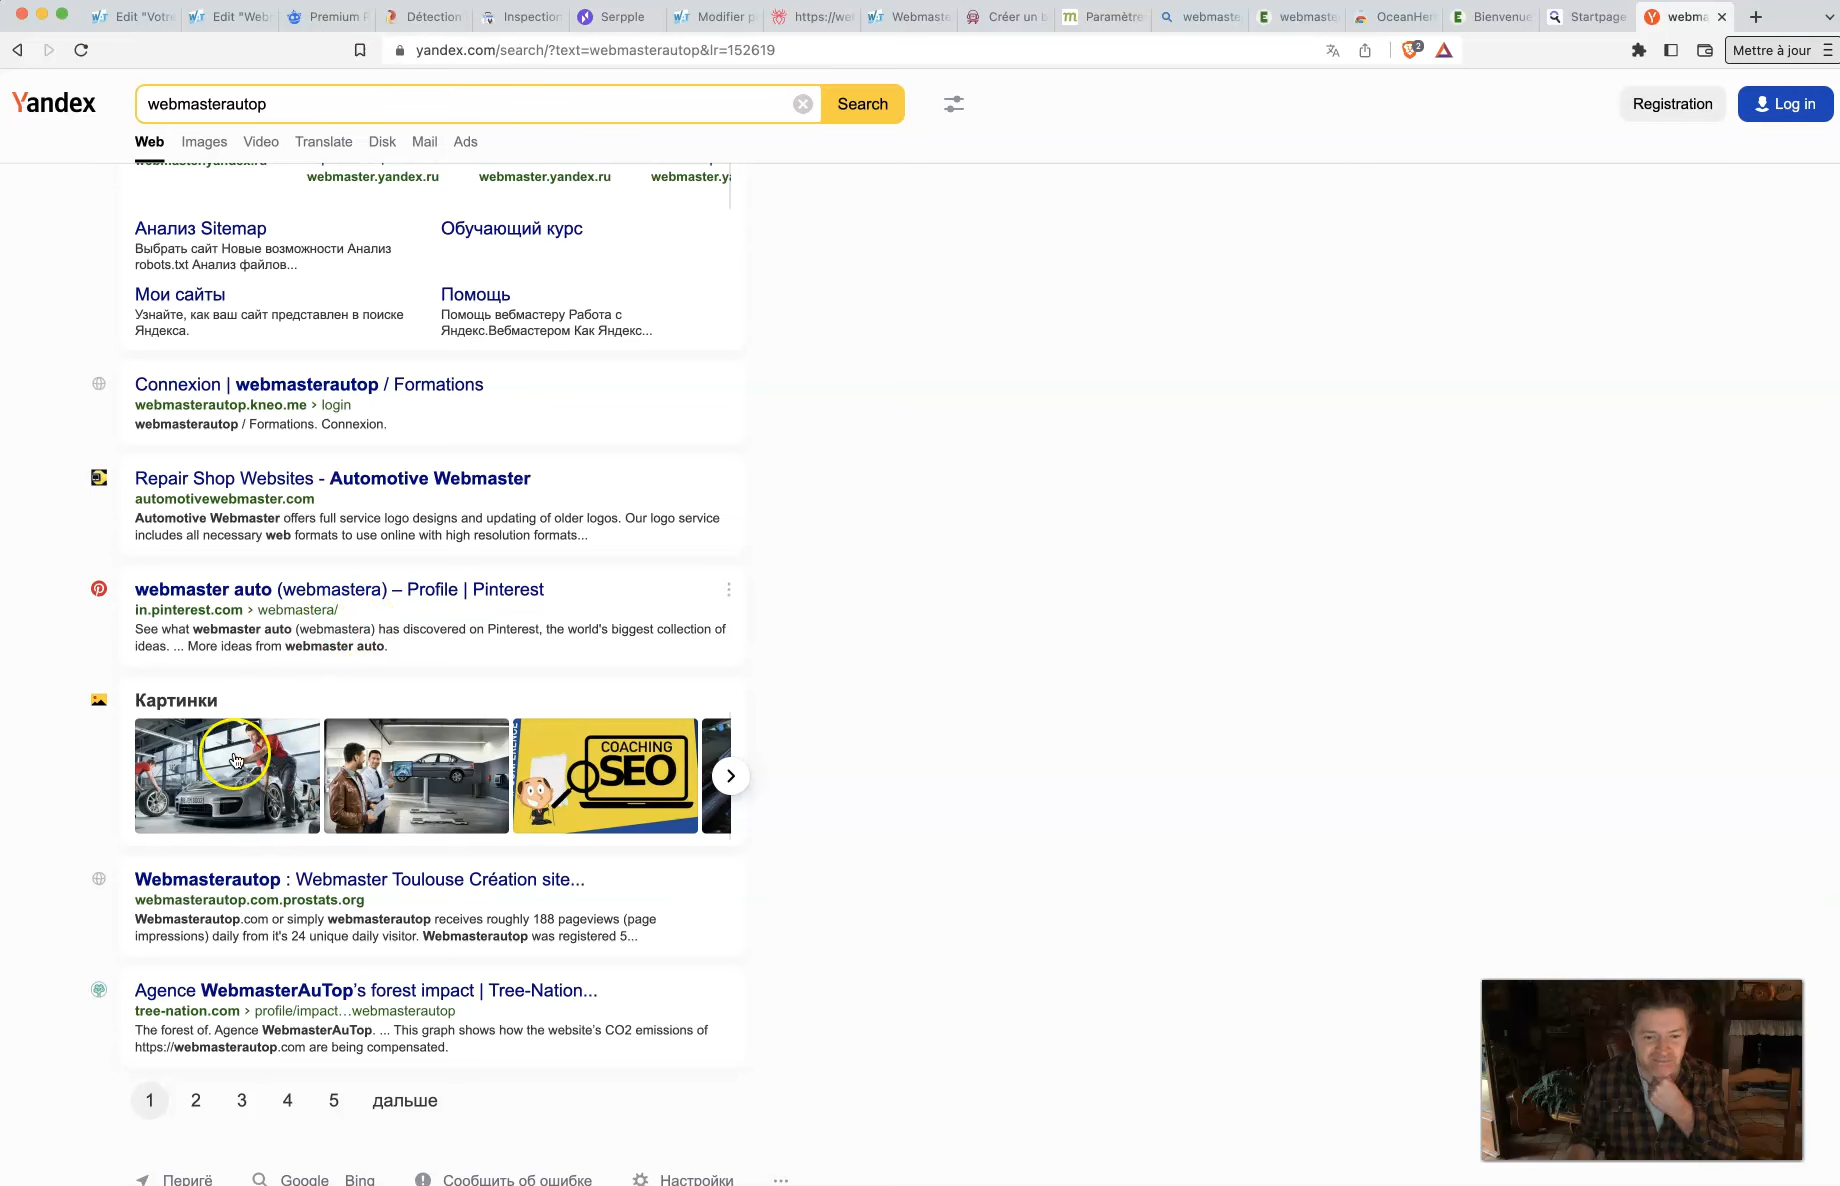 Edit "Votr
Edit "Web
Premium P
Détection
Inspection
Serpple
Modifier p
https://we
Webmaste
Créer un b
Paramètre
webmaste
webmaste
OceanHer
Bienvenue
Startpage
webma
yandex.com/search/?text=webmasterautop&lr=152619
2
Mettre à jour
Yandex
webmasterautop
Search
Registration
Log in
Web Images Video Translate Disk Mail Ads
webmaster.yandex.ru
webmaster.yandex.ru
webmaster.yandex.ru
webmaster.ya
Анализ Sitemap
Выбрать сайт Новые возможности Анализ
robots.txt Анализ файлов...
Обучающий курс
Мои сайты
Узнайте, как ваш сайт представлен в поиске
Яндекса.
Помощь
Помощь вебмастеру Работа с
Яндекс.Вебмастером Как Яндекс...
Connexion | webmasterautop / Formations
webmasterautop.kneo.me › login
webmasterautop / Formations. Connexion.
Repair Shop Websites - Automotive Webmaster
automotivewebmaster.com
Automotive Webmaster offers full service logo designs and updating of older logos. Our logo service
includes all necessary web formats to use online with high resolution formats...
webmaster auto (webmastera) – Profile | Pinterest
in.pinterest.com › webmastera/
See what webmaster auto (webmastera) has discovered on Pinterest, the world's biggest collection of
ideas. ... More ideas from webmaster auto.
Картинки
COACHING
SEO
Webmasterautop : Webmaster Toulouse Création site...
webmasterautop.com.prostats.org
Webmasterautop.com or simply webmasterautop receives roughly 188 pageviews (page
impressions) daily from it's 24 unique daily visitor. Webmasterautop was registered 5...
Agence WebmasterAuTop's forest impact | Tree-Nation...
tree-nation.com › profile/impact…webmasterautop
The forest of. Agence WebmasterAuTop. ... This graph shows how the website's CO2 emissions of
https://webmasterautop.com are being compensated.
1 2 3 4 5 дальше
Перигё Google Bing Сообщить об ошибке Настройки ...